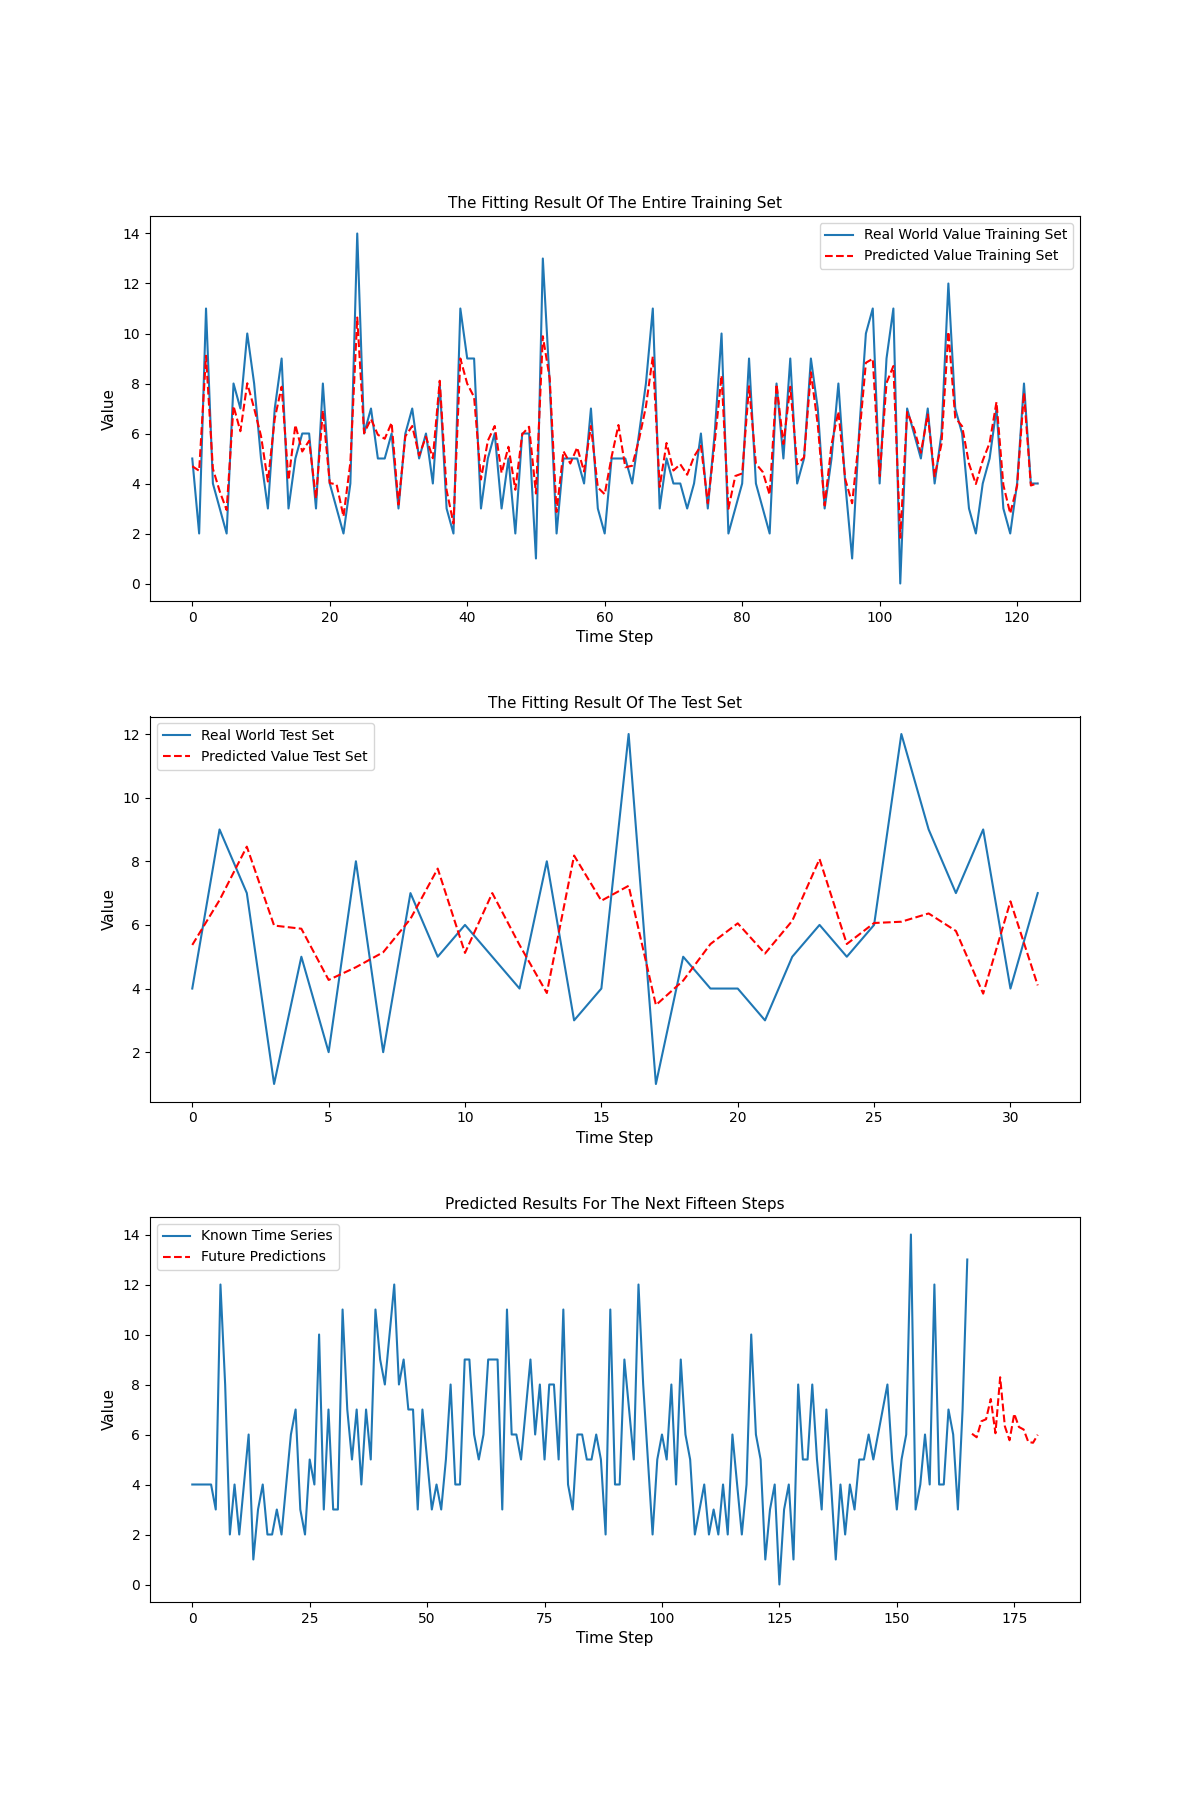 The Fitting Result Of The Entire Training Set
Real World Value Training Set
Predicted Value Training Set
Value
14
12
10
8
6
4
2
0
0 20 40 60 80 100 120
Time Step
The Fitting Result Of The Test Set
Real World Test Set
Predicted Value Test Set
Value
12
10
8
6
4
2
0 5 10 15 20 25 30
Time Step
Predicted Results For The Next Fifteen Steps
Known Time Series
Future Predictions
Value
14
12
10
8
6
4
2
0
0 25 50 75 100 125 150 175
Time Step